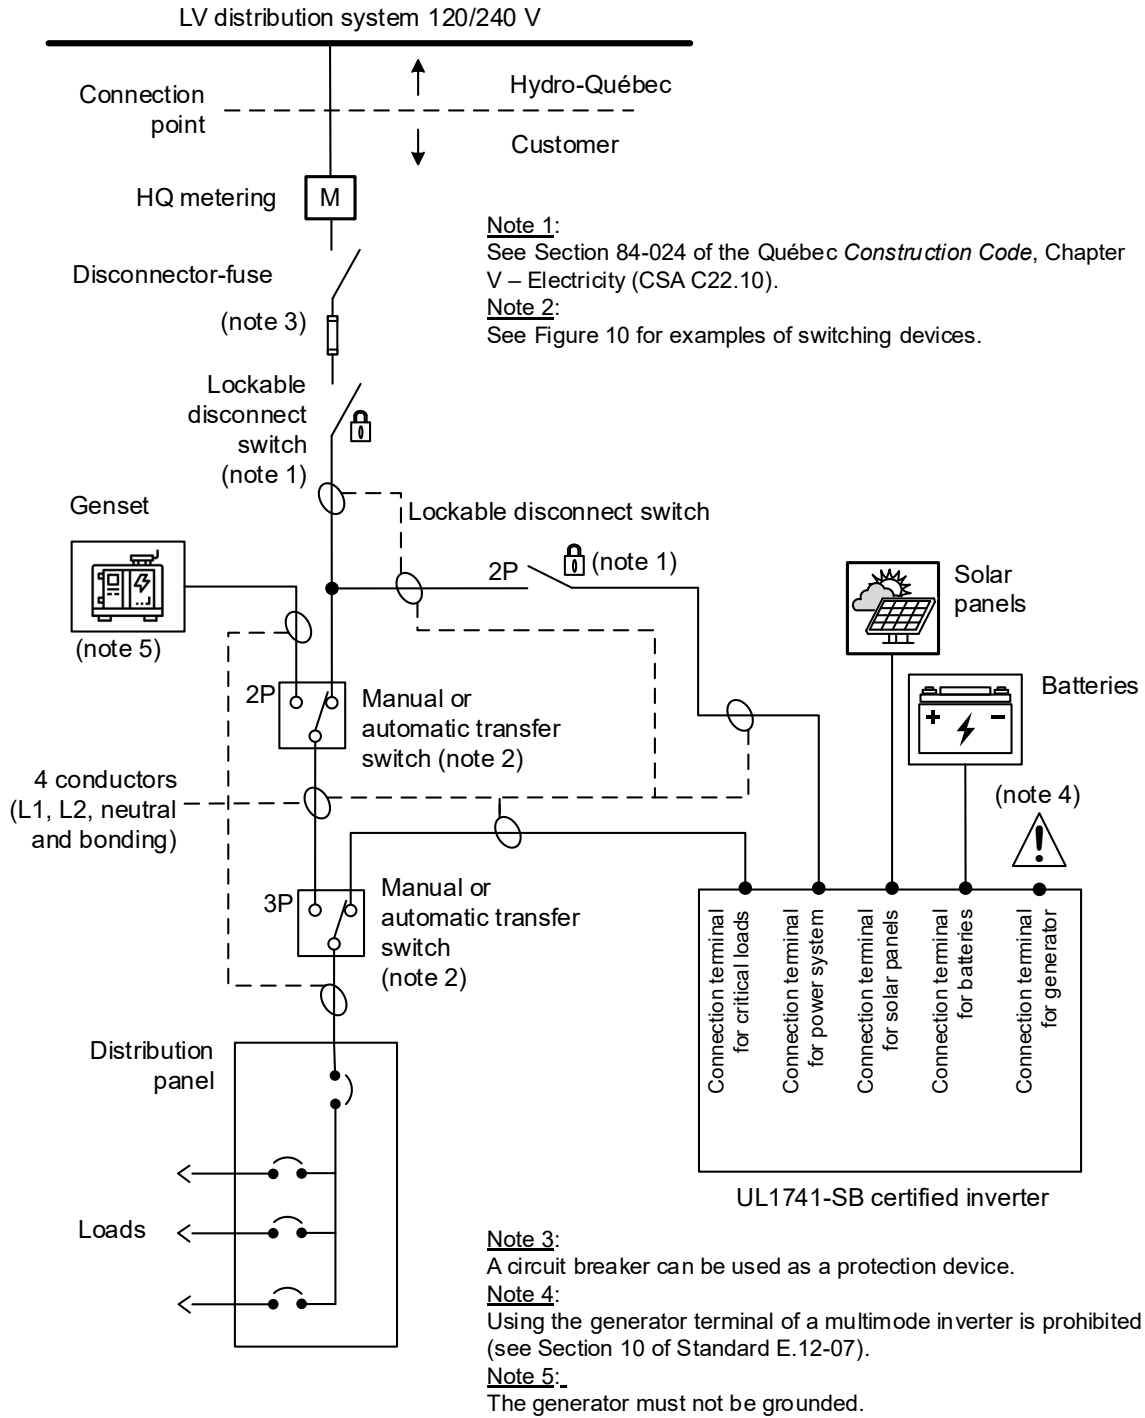 LV distribution system 120/240 V
Connection
point
Hydro-Québec
Customer
HQ metering
M
Note 1:
See Section 84-024 of the Québec Construction Code, Chapter
V – Electricity (CSA C22.10).
Note 2:
See Figure 10 for examples of switching devices.
Disconnector-fuse
(note 3)
Lockable
disconnect
switch
(note 1)
Genset
(note 5)
Lockable disconnect switch
2P
(note 1)
Solar
panels
Batteries
(note 4)
2P
Manual or
automatic transfer
switch (note 2)
4 conductors
(L1, L2, neutral
and bonding)
3P
Manual or
automatic transfer
switch
(note 2)
Connection terminal
for critical loads
Connection terminal
for power system
Connection terminal
for solar panels
Connection terminal
for batteries
Connection terminal
for generator
UL1741-SB certified inverter
Distribution
panel
Loads
Note 3:
A circuit breaker can be used as a protection device.
Note 4:
Using the generator terminal of a multimode inverter is prohibited
(see Section 10 of Standard E.12-07).
Note 5:
The generator must not be grounded.